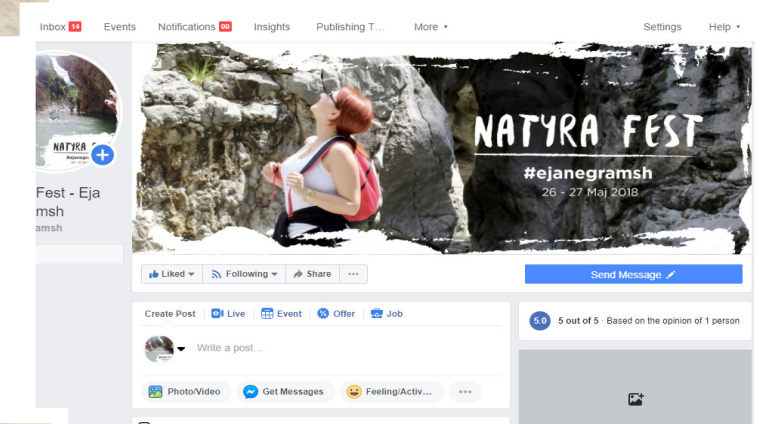 Inbox 14 Events Notifications 99 Insights Publishing T... More Settings Help
NATYRA FEST
#ejanegramsh
26 - 27 Maj 2018
NATYRA
Fest - Eja
msh
amsh
Liked Following Share ...
Send Message
Create Post Live Event Offer Job
5.0 5 out of 5 · Based on the opinion of 1 person
Write a post...
Photo/Video Get Messages Feeling/Activ... ...